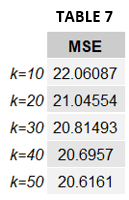 TABLE 7
MSE
k=10 22.06087
k=20 21.04554
k=30 20.81493
k=40 20.6957
k=50 20.6161